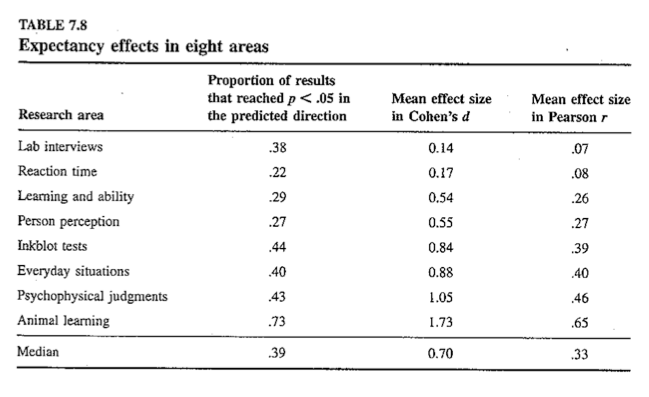 TABLE 7.8
Expectancy effects in eight areas
Proportion of results
that reached p < .05 in Mean effect size Mean effect size
Research area the predicted direction in Cohen's d in Pearson r
Lab interviews .38 0.14 .07
Reaction time .22 0.17 .08
Learning and ability .29 0.54 .26
Person perception .27 0.55 .27
Inkblot tests .44 0.84 .39
Everyday situations .40 0.88 .40
Psychophysical judgments .43 1.05 .46
Animal learning .73 1.73 .65
Median .39 0.70 .33